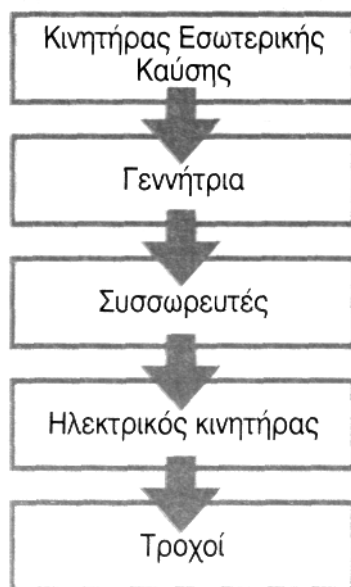 Κινητήρας Εσωτερικής
Καύσης
Γεννήτρια
Συσσωρευτές
Ηλεκτρικός κινητήρας
Τροχοί